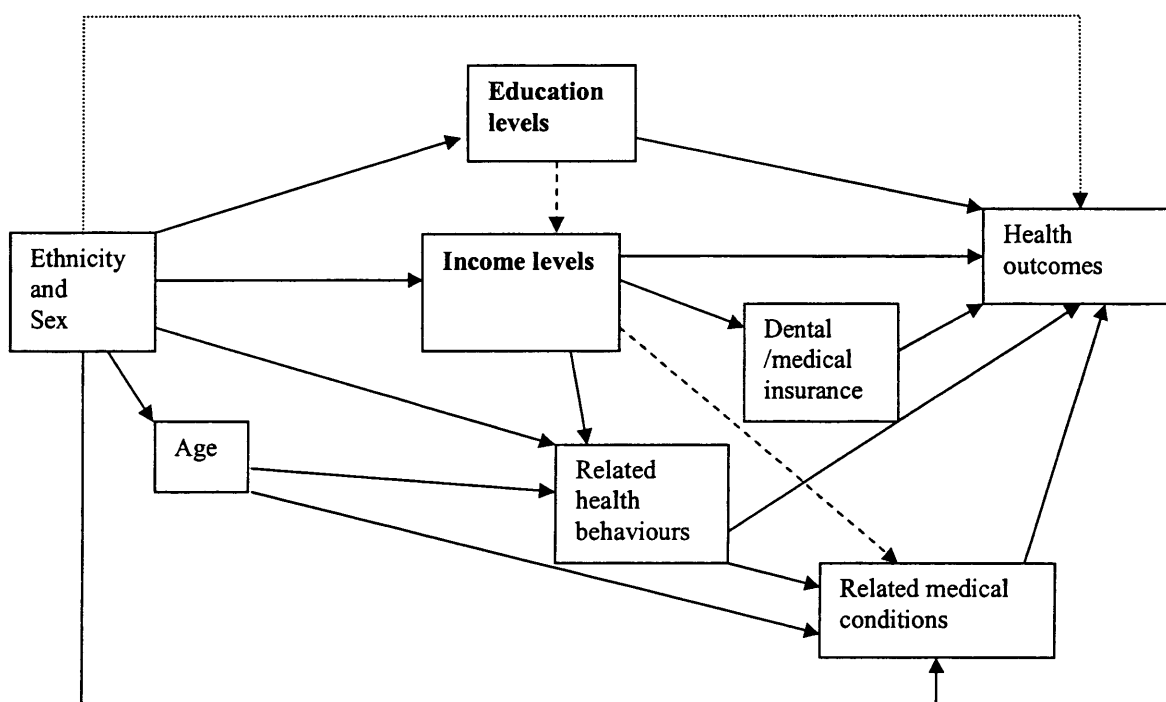 Education
levels
Ethnicity
and
Sex
Income levels
Health
outcomes
Dental
/medical
insurance
Age
Related
health
behaviours
Related medical
conditions